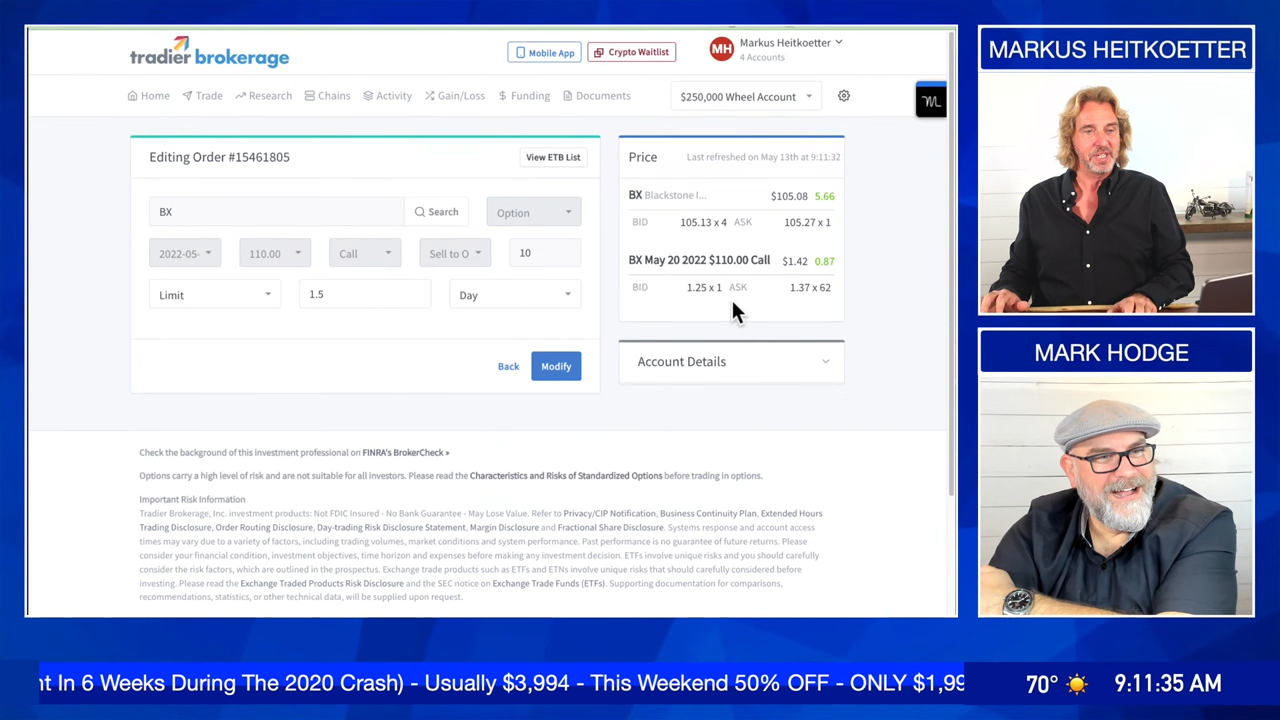 tradier brokerage
Mobile App
Crypto Waitlist
MH
Markus Heitkoetter
4 Accounts
Home
Trade
Research
Chains
Activity
Gain/Loss
Funding
Documents
$250,000 Wheel Account
Editing Order #15461805
View ETB List
BX
Search
Option
2022-05-
110.00
Call
Sell to O
10
Limit
1.5
Day
Back
Modify
Price
Last refreshed on May 13th at 9:11:32
BX Blackstone I... $105.08 5.66
BID 105.13 x 4 ASK 105.27 x 1
BX May 20 2022 $110.00 Call $1.42 0.87
BID 1.25 x 1 ASK 1.37 x 62
Account Details
Check the background of this investment professional on FINRA's BrokerCheck »
Options carry a high level of risk and are not suitable for all investors. Please read the Characteristics and Risks of Standardized Options before trading in options.
Important Risk Information
Tradier Brokerage, Inc. investment products: Not FDIC Insured - No Bank Guarantee - May Lose Value. Refer to Privacy/CIP Notification, Business Continuity Plan, Extended Hours
Trading Disclosure, Order Routing Disclosure, Day-trading Risk Disclosure Statement, Margin Disclosure and Fractional Share Disclosure. Systems response and account access
times may vary due to a variety of factors, including trading volumes, market conditions and system performance. Past performance is no guarantee of future returns. Please
consider your financial condition, investment objectives, time horizon and expenses before making any investment decision. ETFs involve unique risks and you should carefully
consider the risk factors, which are outlined in the prospectus. Exchange trade products such as ETFs and ETNs involve unique risks that should carefully considered before
investing. Please read the Exchange Traded Products Risk Disclosure and the SEC notice on Exchange Trade Funds (ETFs). Supporting documentation for comparisons,
recommendations, statistics, or other technical data, will be supplied upon request.
MARKUS HEITKOETTER
MARK HODGE
nt In 6 Weeks During The 2020 Crash) - Usually $3,994 - This Weekend 50% OFF - ONLY $1,99
70° 9:11:35 AM